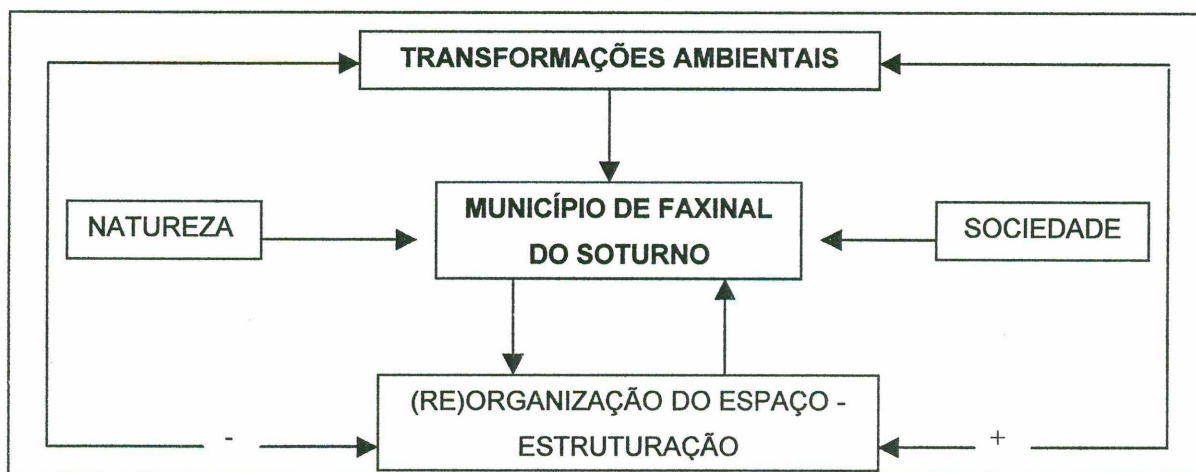 TRANSFORMAÇÕES AMBIENTAIS
NATUREZA
MUNICÍPIO DE FAXINAL
DO SOTURNO
SOCIEDADE
(RE)ORGANIZAÇÃO DO ESPAÇO -
ESTRUTURAÇÃO
-
+